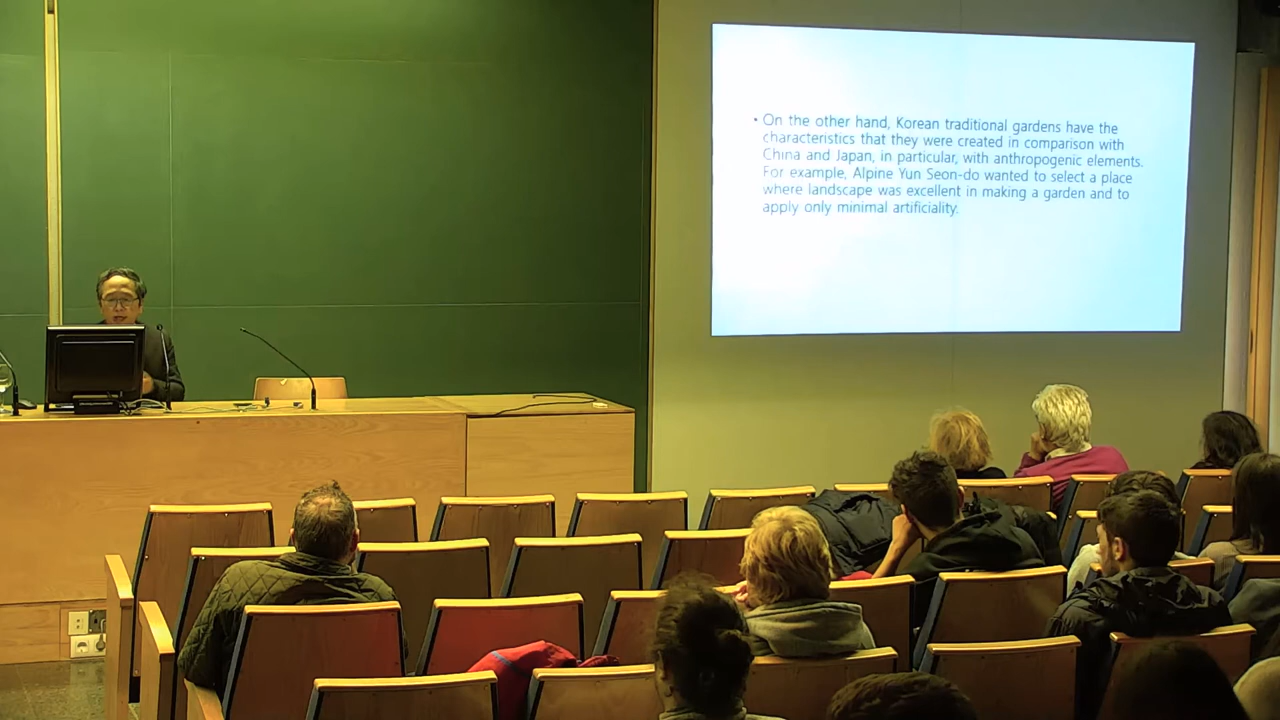 • On the other hand, Korean traditional gardens have the
characteristics that they were created in comparison with
China and Japan, in particular, with anthropogenic elements.
For example, Alpine Yun Seon-do wanted to select a place
where landscape was excellent in making a garden and to
apply only minimal artificiality.